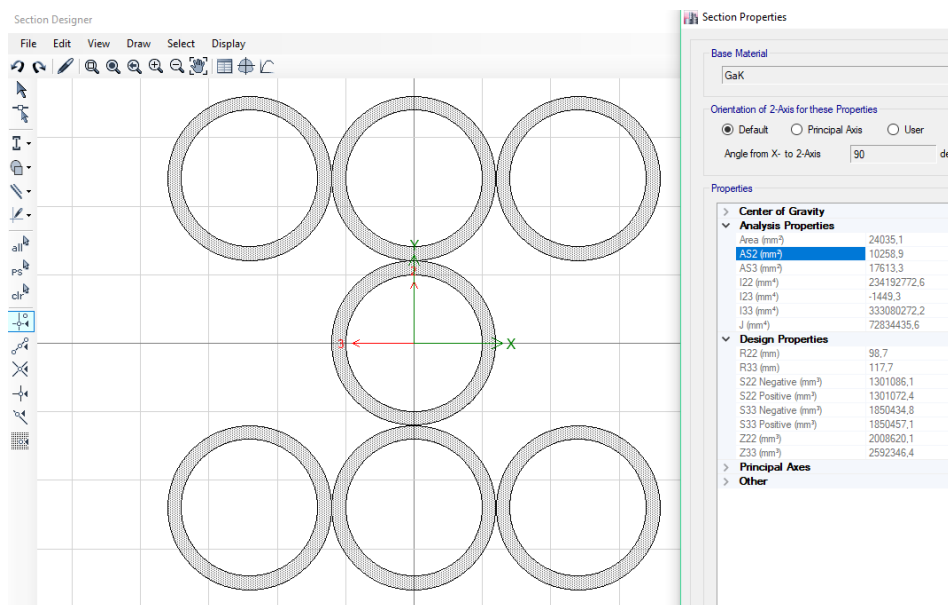 Section Designer
File Edit View Draw Select Display
all
ps
clr
Y
2
3
X
Section Properties
Base Material
GaK
Orientation of 2-Axis for these Properties
Default Principal Axis User
Angle from X- to 2-Axis 90 de
Properties
Center of Gravity
Analysis Properties
Area (mm²) 24035,1
AS2 (mm²) 10258,9
AS3 (mm²) 17613,3
I22 (mm⁴) 234192772,6
I23 (mm⁴) -1449,3
I33 (mm⁴) 333080272,2
J (mm⁴) 72834435,6
Design Properties
R22 (mm) 98,7
R33 (mm) 117,7
S22 Negative (mm³) 1301086,1
S22 Positive (mm³) 1301072,4
S33 Negative (mm³) 1850434,8
S33 Positive (mm³) 1850457,1
Z22 (mm³) 2008620,1
Z33 (mm³) 2592346,4
Principal Axes
Other